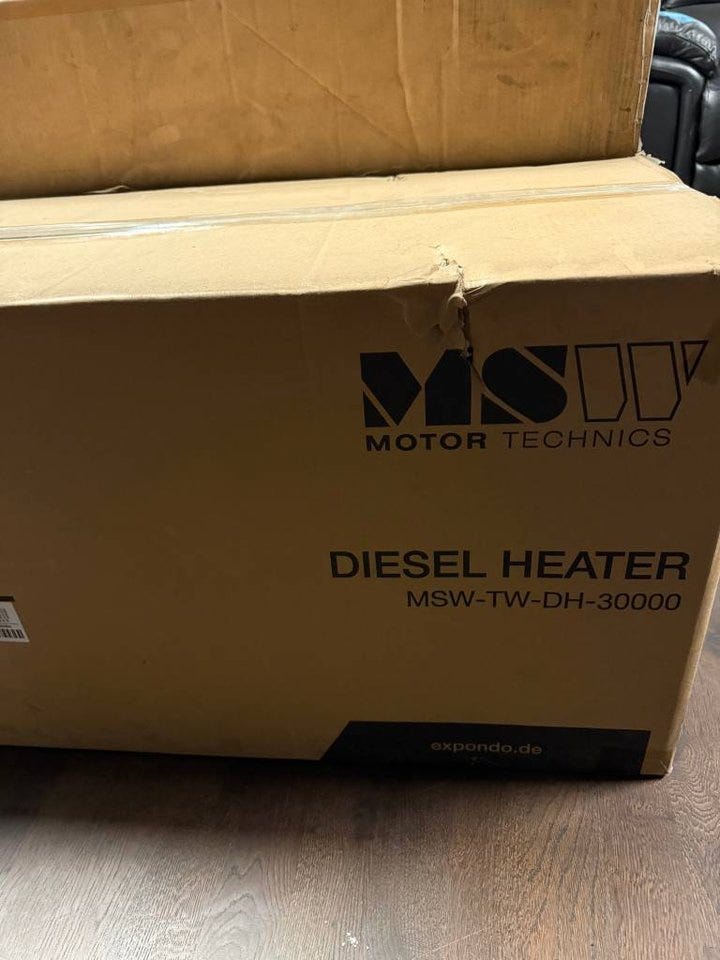 MSW
MOTOR TECHNICS
DIESEL HEATER
MSW-TW-DH-30000
expondo.de